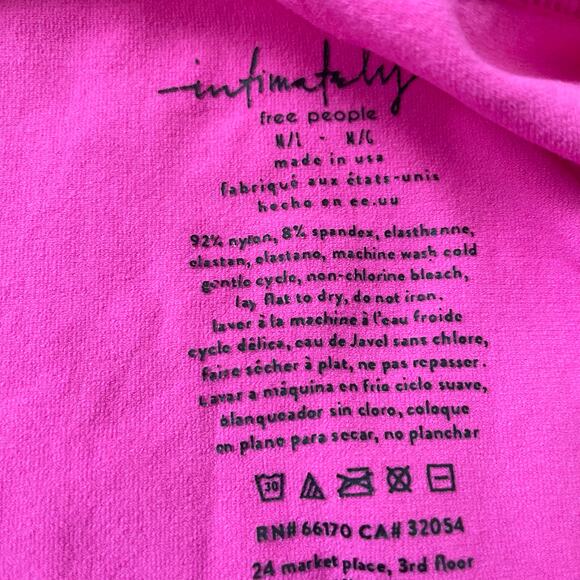 intimately
free people
M/L - M/G
made in usa
fabriqué aux états-unis
hecho en ee.uu
92% nylon, 8% spandex, elasthanne,
elastan, elastano, machine wash cold
gentle cycle, non-chlorine bleach,
lay flat to dry, do not iron.
laver à la machine à l'eau froide
cycle délica, eau de Javel sans chlore,
faire sécher à plat, ne pas repasser.
Lavar a máquina en frío ciclo suave,
blanqueador sin cloro, coloque
en plano para secar, no planchar
30
RN# 66170 CA# 32054
24 market place, 3rd floor